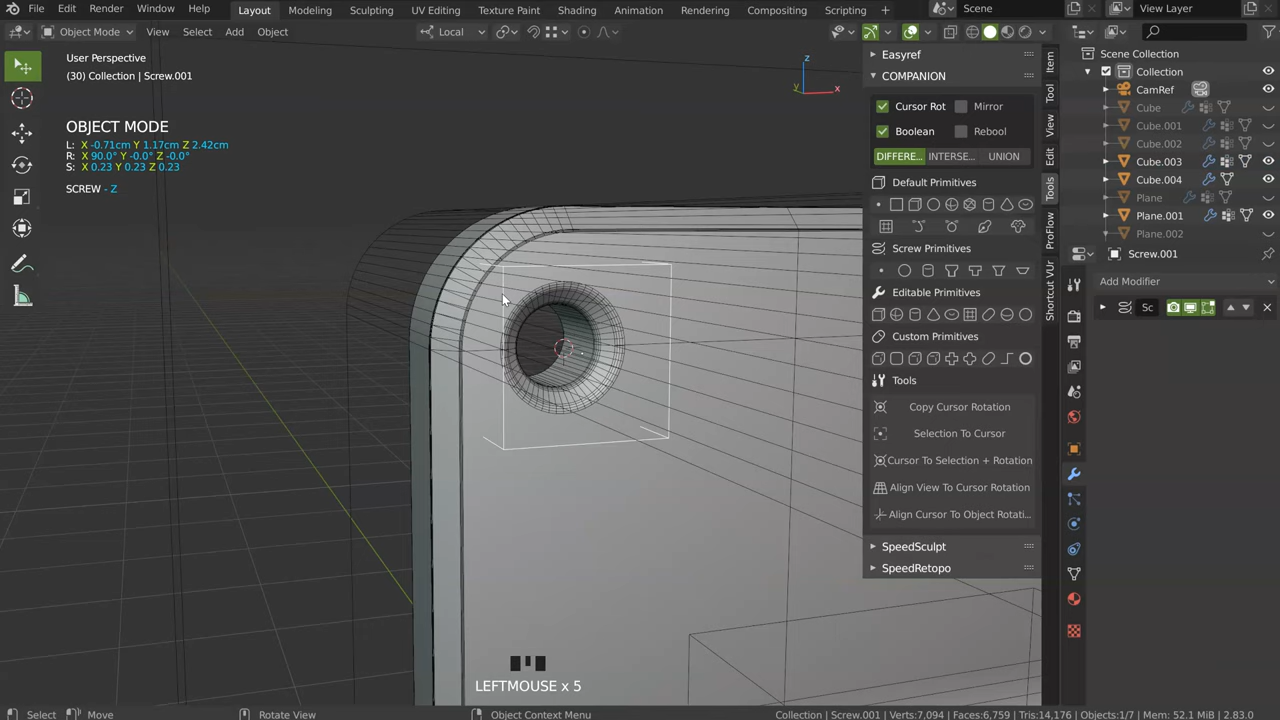 File Edit Render Window Help Layout Modeling Sculpting UV Editing Texture Paint Shading Animation Rendering Compositing Scripting + Scene View Layer
Object Mode View Select Add Object Local
User Perspective
(30) Collection | Screw.001
OBJECT MODE
L: X -0.71cm Y 1.17cm Z 2.42cm
R: X 90.0° Y -0.0° Z -0.0°
S: X 0.23 Y 0.23 Z 0.23
SCREW - Z
z
y
x
Easyref
COMPANION
Cursor Rot Mirror
Boolean Rebool
DIFFERE... INTERSE... UNION
Default Primitives
Screw Primitives
Editable Primitives
Custom Primitives
Tools
Copy Cursor Rotation
Selection To Cursor
Cursor To Selection + Rotation
Align View To Cursor Rotation
Align Cursor To Object Rotati...
SpeedSculpt
SpeedRetopo
Item
Tool
View
Edit
Tools
ProFlow
Shortcut VUr
Scene Collection
Collection
CamRef
Cube
Cube.001
Cube.002
Cube.003
Cube.004
Plane
Plane.001
Plane.002
Screw.001
Add Modifier
Sc
LEFTMOUSE x 5
Select Move Rotate View Object Context Menu Collection | Screw.001 | Verts:7,094 | Faces:6,759 | Tris:14,176 | Objects:1/7 | Mem: 52.1 MiB | 2.83.0